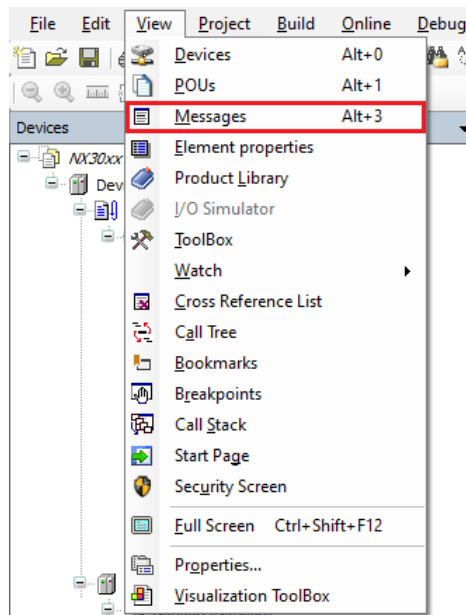 File Edit View Project Build Online Debug
Devices Alt+0
POUs Alt+1
Devices
Messages Alt+3
NX30xx
Element properties
Dev
Product Library
I/O Simulator
ToolBox
Watch
Cross Reference List
Call Tree
Bookmarks
Breakpoints
Call Stack
Start Page
Security Screen
Full Screen Ctrl+Shift+F12
Properties...
Visualization ToolBox